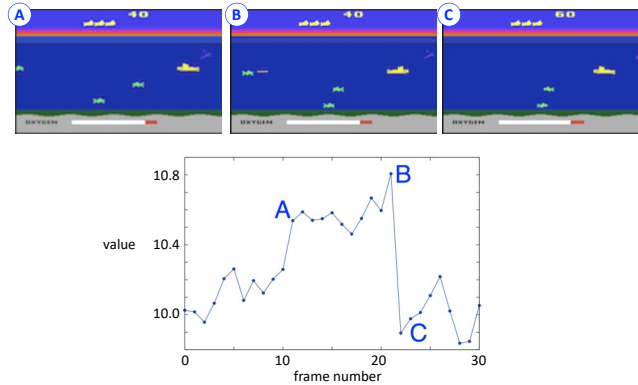 A
B
C
40
40
60
OXYGEN
OXYGEN
OXYGEN
10.8
10.4
10.0
value
A
B
C
0
10
20
30
frame number